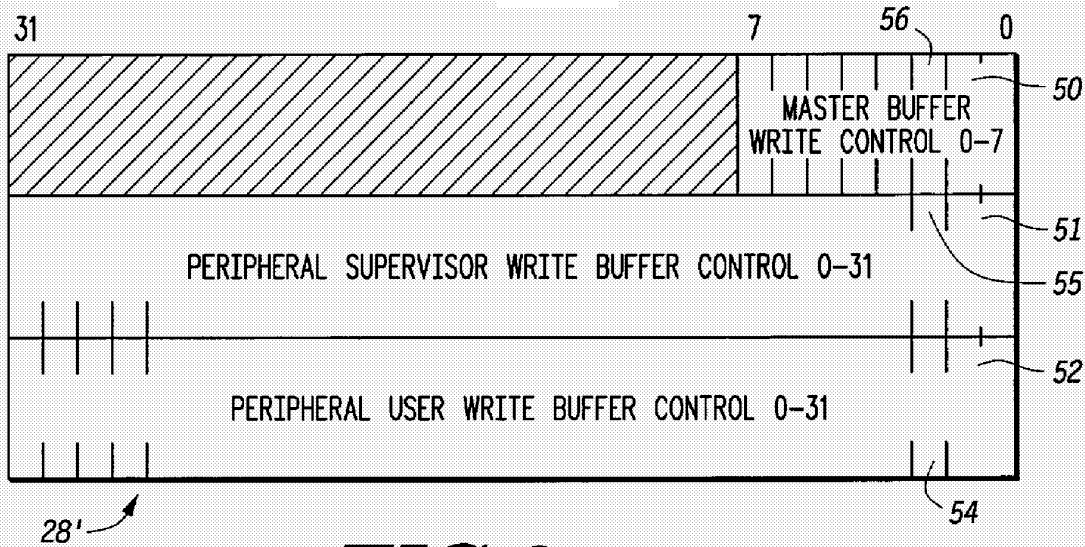 31 7 56 0
50
MASTER BUFFER
WRITE CONTROL 0-7
51
PERIPHERAL SUPERVISOR WRITE BUFFER CONTROL 0-31
55
52
PERIPHERAL USER WRITE BUFFER CONTROL 0-31
28' 54